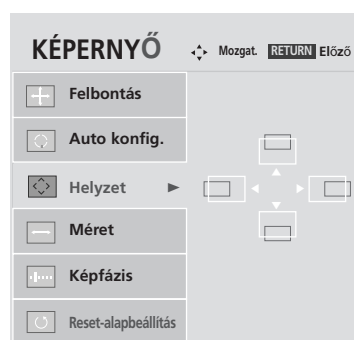 KÉPERNYŐ Mozgat. RETURN Előző
Felbontás
Auto konfig.
Helyzet
Méret
Képfázis
Reset-alapbeállítás